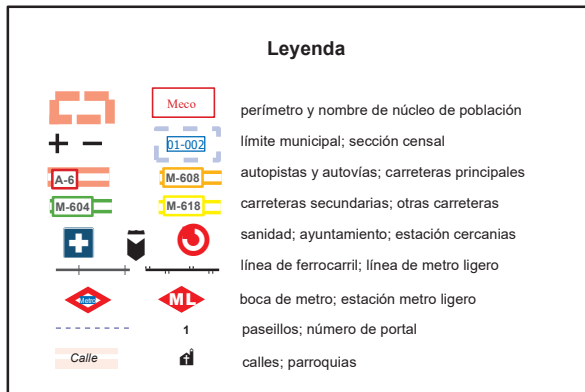 Leyenda
Meco
perímetro y nombre de núcleo de población
01-002
límite municipal; sección censal
A-6
M-608
autopistas y autovías; carreteras principales
M-604
M-618
carreteras secundarias; otras carreteras
sanidad; ayuntamiento; estación cercanias
línea de ferrocarril; línea de metro ligero
Metro
ML
boca de metro; estación metro ligero
1
paseillos; número de portal
Calle
calles; parroquias